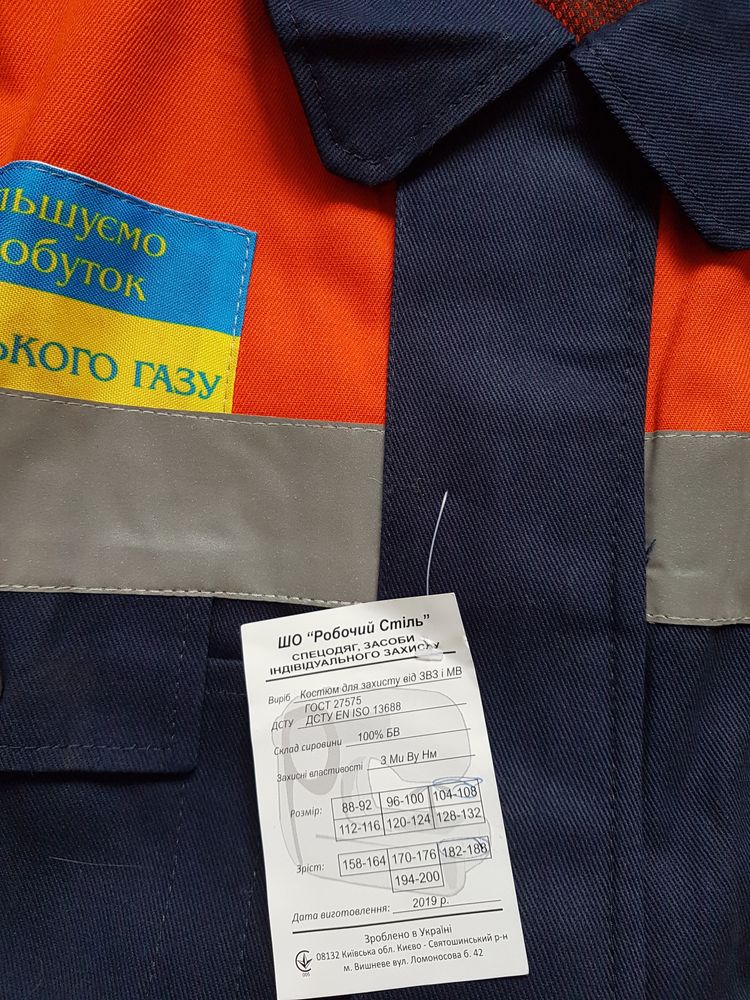 льшуємо
обуток
ького газу
ШО "Робочий Стіль"
СПЕЦОДЯГ, ЗАСОБИ
ІНДІВІДУАЛЬНОГО ЗАХИСТУ
Виріб Костюм для захисту від ЗВЗ і МВ
ГОСТ 27575
ДСТУ ДСТУ EN ISO 13688
Склад сировини 100% БВ
Захисні властивості З Ми Ву Нм
Розмір: 88-92 96-100 104-108
112-116 120-124 128-132
Зріст: 158-164 170-176 182-188
194-200
Дата виготовлення: 2019 р.
Зроблено в Україні
08132 Київська обл. Києво - Святошинський р-н
м. Вишневе вул. Ломоносова б. 42